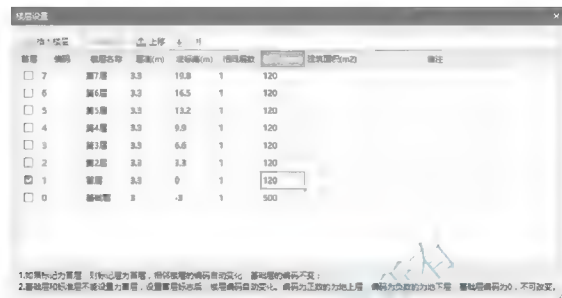 楼层设置
插 楼层 上移 下
首层 编码 楼层名称 层高(m) 底标高(m) 相同层数 建筑面积(m2) 备注
7 第7层 3.3 19.8 1 120
6 第6层 3.3 16.5 1 120
5 第5层 3.3 13.2 1 120
4 第4层 3.3 9.9 1 120
3 第3层 3.3 6.6 1 120
2 第2层 3.3 3.3 1 120
1 首层 3.3 0 1 120
0 基础层 3 -3 1 500
1.如果标记为首层 则标记层为首层，相邻楼层的编码自动变化 基础层的编码不变；
2.基础层和标准层不能设置为首层，设置首层标志后 楼层编码自动变化。编码为正数的为地上层 编码为负数的为地下层 基础层编码为0，不可改变。